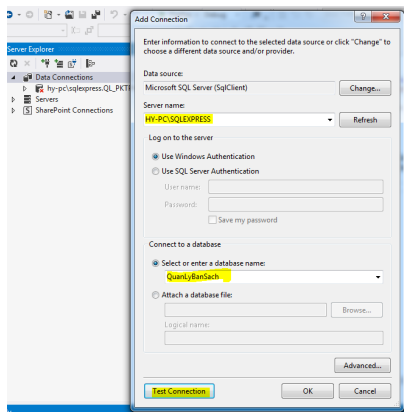 Add Connection
Enter information to connect to the selected data source or click "Change" to
choose a different data source and/or provider.
Data source:
Microsoft SQL Server (SqlClient)
Change...
Server name:
HY-PC\SQLEXPRESS
Refresh
Log on to the server
Use Windows Authentication
Use SQL Server Authentication
User name:
Password:
Save my password
Connect to a database
Select or enter a database name:
QuanLyBanSach
Attach a database file:
Browse...
Logical name:
Advanced...
Test Connection
OK
Cancel
Server Explorer
Data Connections
hy-pc\sqlexpress.QL_PKT
Servers
SharePoint Connections